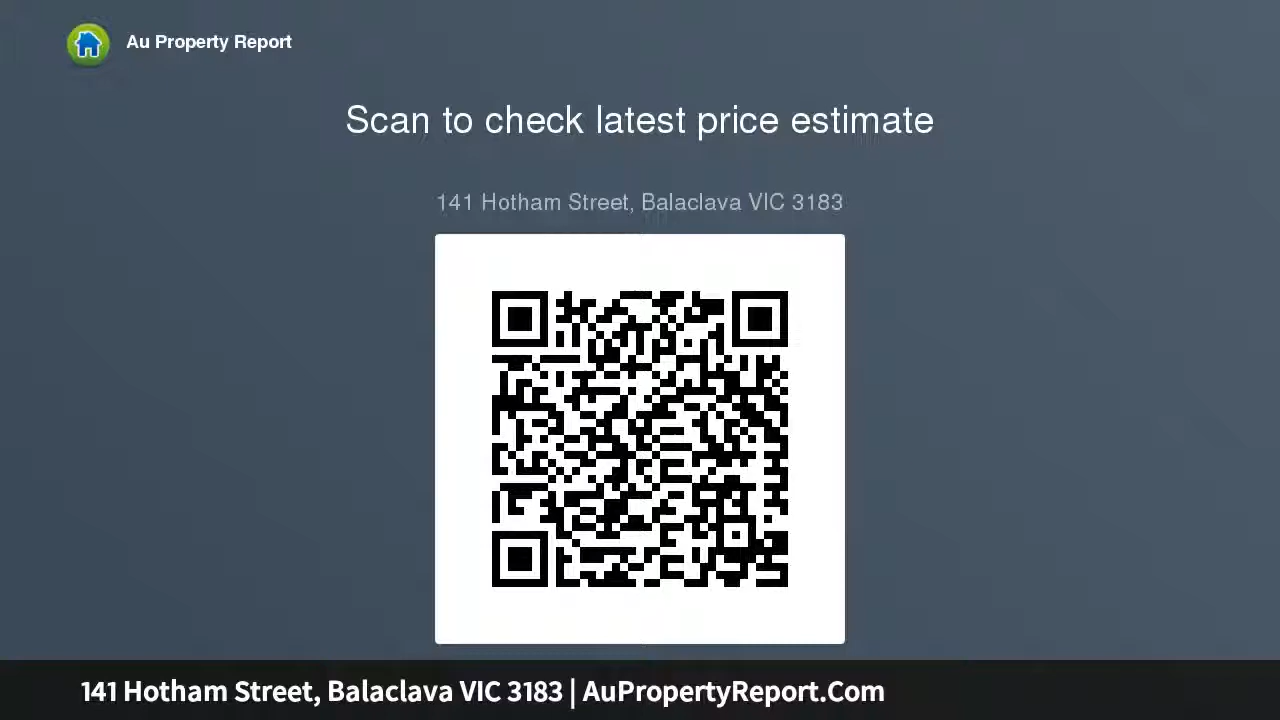 Au Property Report
Scan to check latest price estimate
141 Hotham Street, Balaclava VIC 3183
141 Hotham Street, Balaclava VIC 3183 | AuPropertyReport.Com